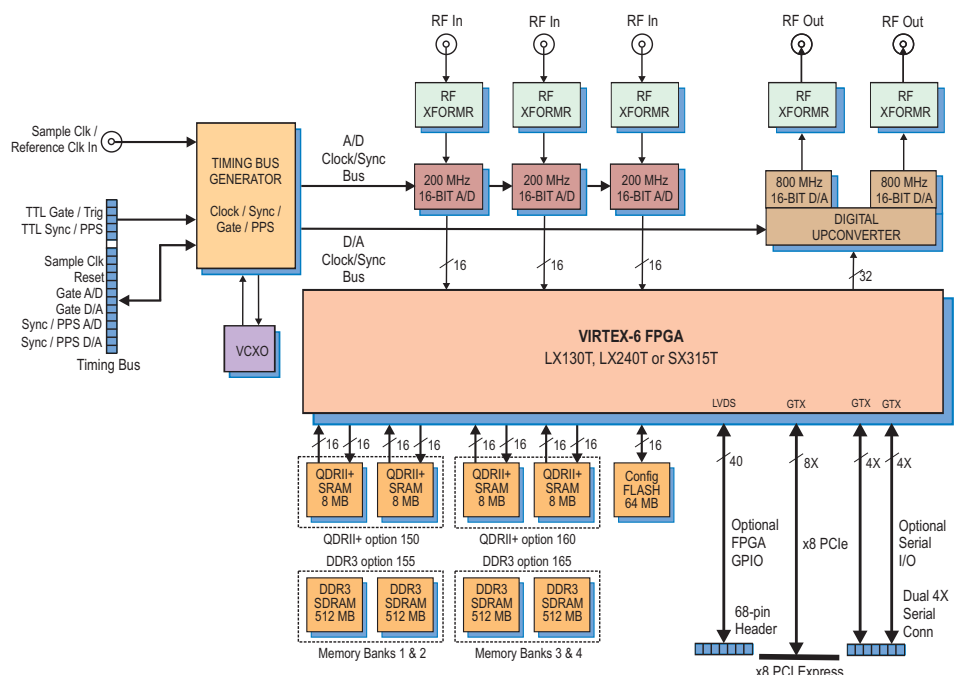 RF In
RF In
RF In
RF Out
RF Out
RF
XFORMR
RF
XFORMR
RF
XFORMR
RF
XFORMR
RF
XFORMR
Sample Clk /
Reference Clk In
TIMING BUS
GENERATOR
Clock / Sync /
Gate / PPS
A/D
Clock/Sync
Bus
200 MHz
16-BIT A/D
200 MHz
16-BIT A/D
200 MHz
16-BIT A/D
800 MHz
16-BIT D/A
800 MHz
16-BIT D/A
DIGITAL
UPCONVERTER
TTL Gate / Trig
TTL Sync / PPS
Sample Clk
Reset
Gate A/D
Gate D/A
Sync / PPS A/D
Sync / PPS D/A
Timing Bus
D/A
Clock/Sync
Bus
16
16
16
32
VCXO
VIRTEX-6 FPGA
LX130T, LX240T or SX315T
LVDS
GTX
GTX
GTX
16
16
16
16
16
16
16
16
16
40
8X
4X
4X
QDRII+
SRAM
8 MB
QDRII+
SRAM
8 MB
QDRII+
SRAM
8 MB
QDRII+
SRAM
8 MB
Config
FLASH
64 MB
QDRII+ option 150
QDRII+ option 160
DDR3 option 155
DDR3 option 165
DDR3
SDRAM
512 MB
DDR3
SDRAM
512 MB
DDR3
SDRAM
512 MB
DDR3
SDRAM
512 MB
Memory Banks 1 & 2
Memory Banks 3 & 4
Optional
FPGA
GPIO
x8 PCIe
Optional
Serial
I/O
68-pin
Header
Dual 4X
Serial
Conn
x8 PCI Express